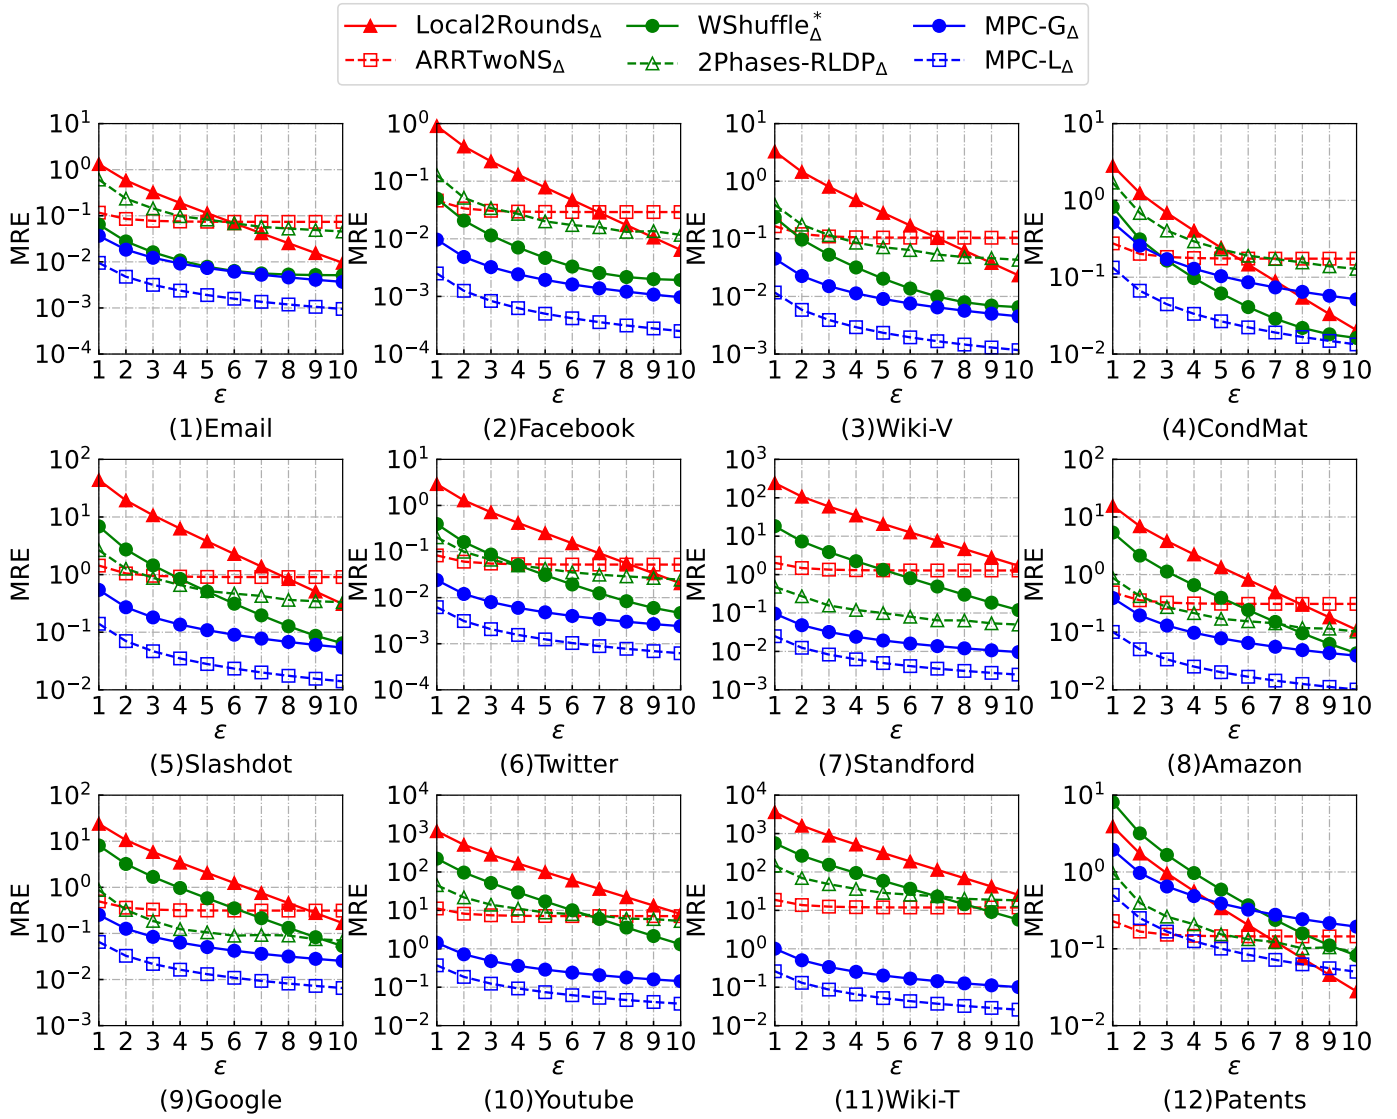 Local2Rounds_Δ WShuffle*_Δ MPC-G_Δ
ARRTwoNS_Δ 2Phases-RLDP_Δ MPC-L_Δ
MRE
10^1
10^0
10^-1
10^-2
10^-3
10^-4
1 2 3 4 5 6 7 8 9 10
ε
(1)Email
MRE
10^0
10^-1
10^-2
10^-3
10^-4
1 2 3 4 5 6 7 8 9 10
ε
(2)Facebook
MRE
10^1
10^0
10^-1
10^-2
10^-3
1 2 3 4 5 6 7 8 9 10
ε
(3)Wiki-V
MRE
10^1
10^0
10^-1
10^-2
1 2 3 4 5 6 7 8 9 10
ε
(4)CondMat
MRE
10^2
10^1
10^0
10^-1
10^-2
1 2 3 4 5 6 7 8 9 10
ε
(5)Slashdot
MRE
10^1
10^0
10^-1
10^-2
10^-3
10^-4
1 2 3 4 5 6 7 8 9 10
ε
(6)Twitter
MRE
10^3
10^2
10^1
10^0
10^-1
10^-2
10^-3
1 2 3 4 5 6 7 8 9 10
ε
(7)Standford
MRE
10^2
10^1
10^0
10^-1
10^-2
1 2 3 4 5 6 7 8 9 10
ε
(8)Amazon
MRE
10^2
10^1
10^0
10^-1
10^-2
10^-3
1 2 3 4 5 6 7 8 9 10
ε
(9)Google
MRE
10^4
10^3
10^2
10^1
10^0
10^-1
10^-2
1 2 3 4 5 6 7 8 9 10
ε
(10)Youtube
MRE
10^4
10^3
10^2
10^1
10^0
10^-1
10^-2
1 2 3 4 5 6 7 8 9 10
ε
(11)Wiki-T
MRE
10^1
10^0
10^-1
10^-2
1 2 3 4 5 6 7 8 9 10
ε
(12)Patents